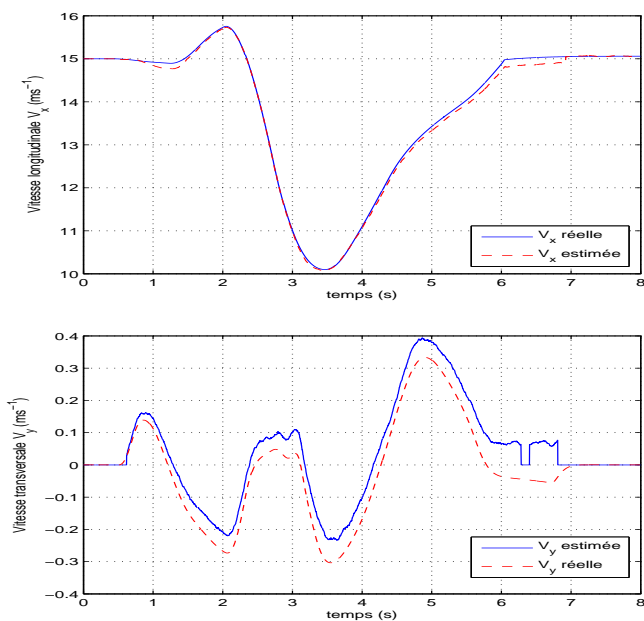 16
15
14
13
12
11
10
Vitesse longitudinale V_x (ms⁻¹)
V_x réelle
V_x estimée
0 1 2 3 4 5 6 7 8
temps (s)
0.4
0.3
0.2
0.1
0
−0.1
−0.2
−0.3
−0.4
Vitesse transversale V_y (ms⁻¹)
V_y estimée
V_y réelle
0 1 2 3 4 5 6 7 8
temps (s)